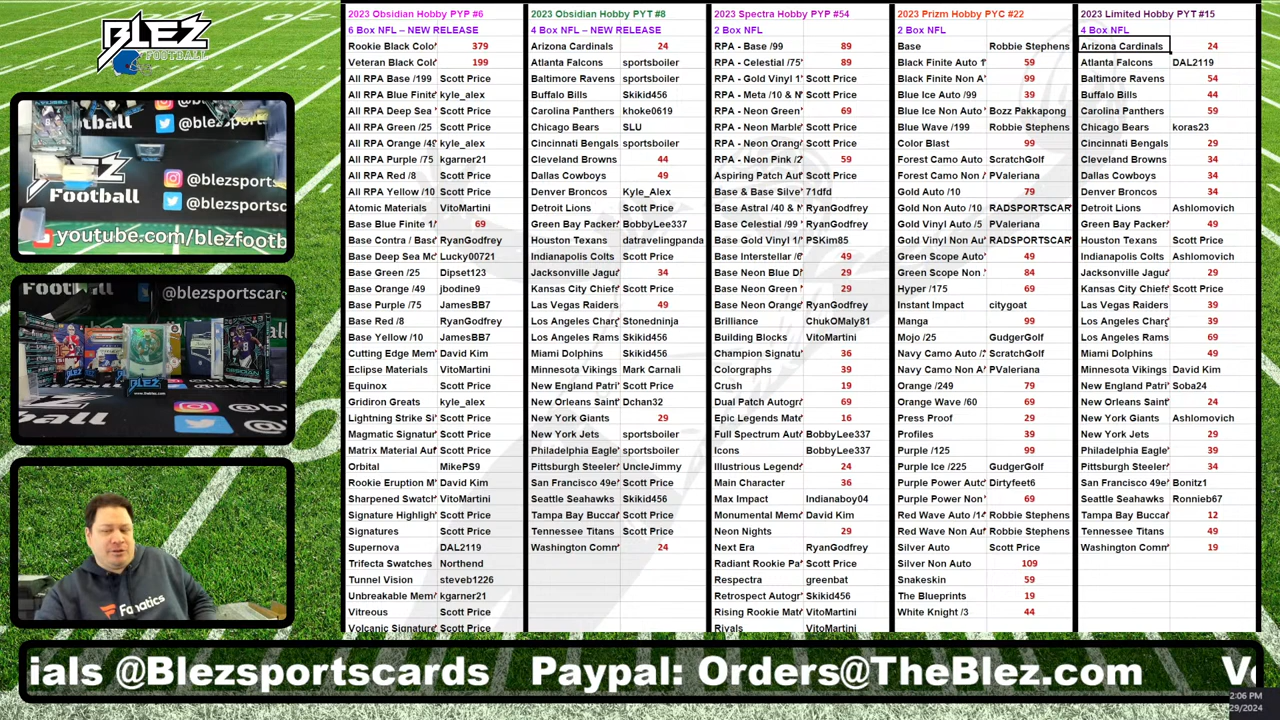 BLEZ
FOOTBALL
@blezsportscar
@blezsports
Football
youtube.com/blezfootb
@blezsportscar
BLEZ
Fanatics
2023 Obsidian Hobby PYP #6
6 Box NFL – NEW RELEASE
Rookie Black Colo 379
Veteran Black Col 199
All RPA Base /199 Scott Price
All RPA Blue Finite kyle_alex
All RPA Deep Sea Scott Price
All RPA Green /25 Scott Price
All RPA Orange /49 kyle_alex
All RPA Purple /75 kgarner21
All RPA Red /8 Scott Price
All RPA Yellow /10 Scott Price
Atomic Materials VitoMartini
Base Blue Finite 1/ 69
Base Contra / Base RyanGodfrey
Base Deep Sea Mo Lucky00721
Base Green /25 Dipset123
Base Orange /49 jbodine9
Base Purple /75 JamesBB7
Base Red /8 RyanGodfrey
Base Yellow /10 JamesBB7
Cutting Edge Mem David Kim
Eclipse Materials VitoMartini
Equinox Scott Price
Gridiron Greats kyle_alex
Lightning Strike Si Scott Price
Magmatic Signatur Scott Price
Matrix Material Aut Scott Price
Orbital MikePS9
Rookie Eruption M David Kim
Sharpened Swatch VitoMartini
Signature Highligh Scott Price
Signatures Scott Price
Supernova DAL2119
Trifecta Swatches Northend
Tunnel Vision steveb1226
Unbreakable Mem kgarner21
Vitreous Scott Price
Volcanic Signature Scott Price
2023 Obsidian Hobby PYT #8
4 Box NFL – NEW RELEASE
Arizona Cardinals 24
Atlanta Falcons sportsboiler
Baltimore Ravens sportsboiler
Buffalo Bills Skikid456
Carolina Panthers khoke0619
Chicago Bears SLU
Cincinnati Bengals sportsboiler
Cleveland Browns 44
Dallas Cowboys 49
Denver Broncos Kyle_Alex
Detroit Lions Scott Price
Green Bay Packer BobbyLee337
Houston Texans datravelingpanda
Indianapolis Colts Scott Price
Jacksonville Jagu 34
Kansas City Chief Scott Price
Las Vegas Raiders 49
Los Angeles Char Stonedninja
Los Angeles Rams Skikid456
Miami Dolphins Skikid456
Minnesota Vikings Mark Carnali
New England Patri Scott Price
New Orleans Saint Dchan32
New York Giants 29
New York Jets sportsboiler
Philadelphia Eagle sportsboiler
Pittsburgh Steeler UncleJimmy
San Francisco 49e Scott Price
Seattle Seahawks Skikid456
Tampa Bay Bucca Scott Price
Tennessee Titans Scott Price
Washington Comm 24
2023 Spectra Hobby PYP #54
2 Box NFL
RPA - Base /99 89
RPA - Celestial /75 89
RPA - Gold Vinyl 1 Scott Price
RPA - Meta /10 & N Scott Price
RPA - Neon Green 69
RPA - Neon Marble Scott Price
RPA - Neon Orang Scott Price
RPA - Neon Pink /2 59
Aspiring Patch Aut Scott Price
Base & Base Silve 71dfd
Base Astral /40 & N RyanGodfrey
Base Celestial /99 RyanGodfrey
Base Gold Vinyl 1/ PSKim85
Base Interstellar /6 49
Base Neon Blue D 29
Base Neon Green 29
Base Neon Orange RyanGodfrey
Brilliance ChukOMaly81
Building Blocks VitoMartini
Champion Signatu 36
Colorgraphs 39
Crush 19
Dual Patch Autogr 69
Epic Legends Mate 16
Full Spectrum Aut BobbyLee337
Icons BobbyLee337
Illustrious Legend 24
Main Character 36
Max Impact Indianaboy04
Monumental Mem David Kim
Neon Nights 29
Next Era RyanGodfrey
Radiant Rookie Pa Scott Price
Respectra greenbat
Retrospect Autogr Skikid456
Rising Rookie Mat VitoMartini
Rivals VitoMartini
2023 Prizm Hobby PYC #22
2 Box NFL
Base Robbie Stephens
Black Finite Auto 1 59
Black Finite Non A 99
Blue Ice Auto /99 39
Blue Ice Non Auto Bozz Pakkapong
Blue Wave /199 Robbie Stephens
Color Blast 99
Forest Camo Auto ScratchGolf
Forest Camo Non PValeriana
Gold Auto /10 79
Gold Non Auto /10 RADSPORTSCAR
Gold Vinyl Auto /5 PValeriana
Gold Vinyl Non Au RADSPORTSCAR
Green Scope Auto 49
Green Scope Non 84
Hyper /175 69
Instant Impact citygoat
Manga 99
Mojo /25 GudgerGolf
Navy Camo Auto /2 ScratchGolf
Navy Camo Non A PValeriana
Orange /249 79
Orange Wave /60 69
Press Proof 29
Profiles 39
Purple /125 99
Purple Ice /225 GudgerGolf
Purple Power Auto Dirtyfeet6
Purple Power Non 69
Red Wave Auto /14 Robbie Stephens
Red Wave Non Au Robbie Stephens
Silver Auto Scott Price
Silver Non Auto 109
Snakeskin 59
The Blueprints 19
White Knight /3 44
2023 Limited Hobby PYT #15
4 Box NFL
Arizona Cardinals 24
Atlanta Falcons DAL2119
Baltimore Ravens 54
Buffalo Bills 44
Carolina Panthers 59
Chicago Bears koras23
Cincinnati Bengals 29
Cleveland Browns 34
Dallas Cowboys 34
Denver Broncos 34
Detroit Lions Ashlomovich
Green Bay Packer 49
Houston Texans Scott Price
Indianapolis Colts Ashlomovich
Jacksonville Jagu 29
Kansas City Chief Scott Price
Las Vegas Raiders 39
Los Angeles Charg 39
Los Angeles Rams 69
Miami Dolphins 49
Minnesota Vikings David Kim
New England Patri Soba24
New Orleans Saint 24
New York Giants Ashlomovich
New York Jets 29
Philadelphia Eagle 39
Pittsburgh Steeler 34
San Francisco 49e Bonitz1
Seattle Seahawks Ronnieb67
Tampa Bay Bucca 12
Tennessee Titans 49
Washington Comm 19
ials @Blezsportscards Paypal: Orders@TheBlez.com Ve
2:06 PM
/29/2024